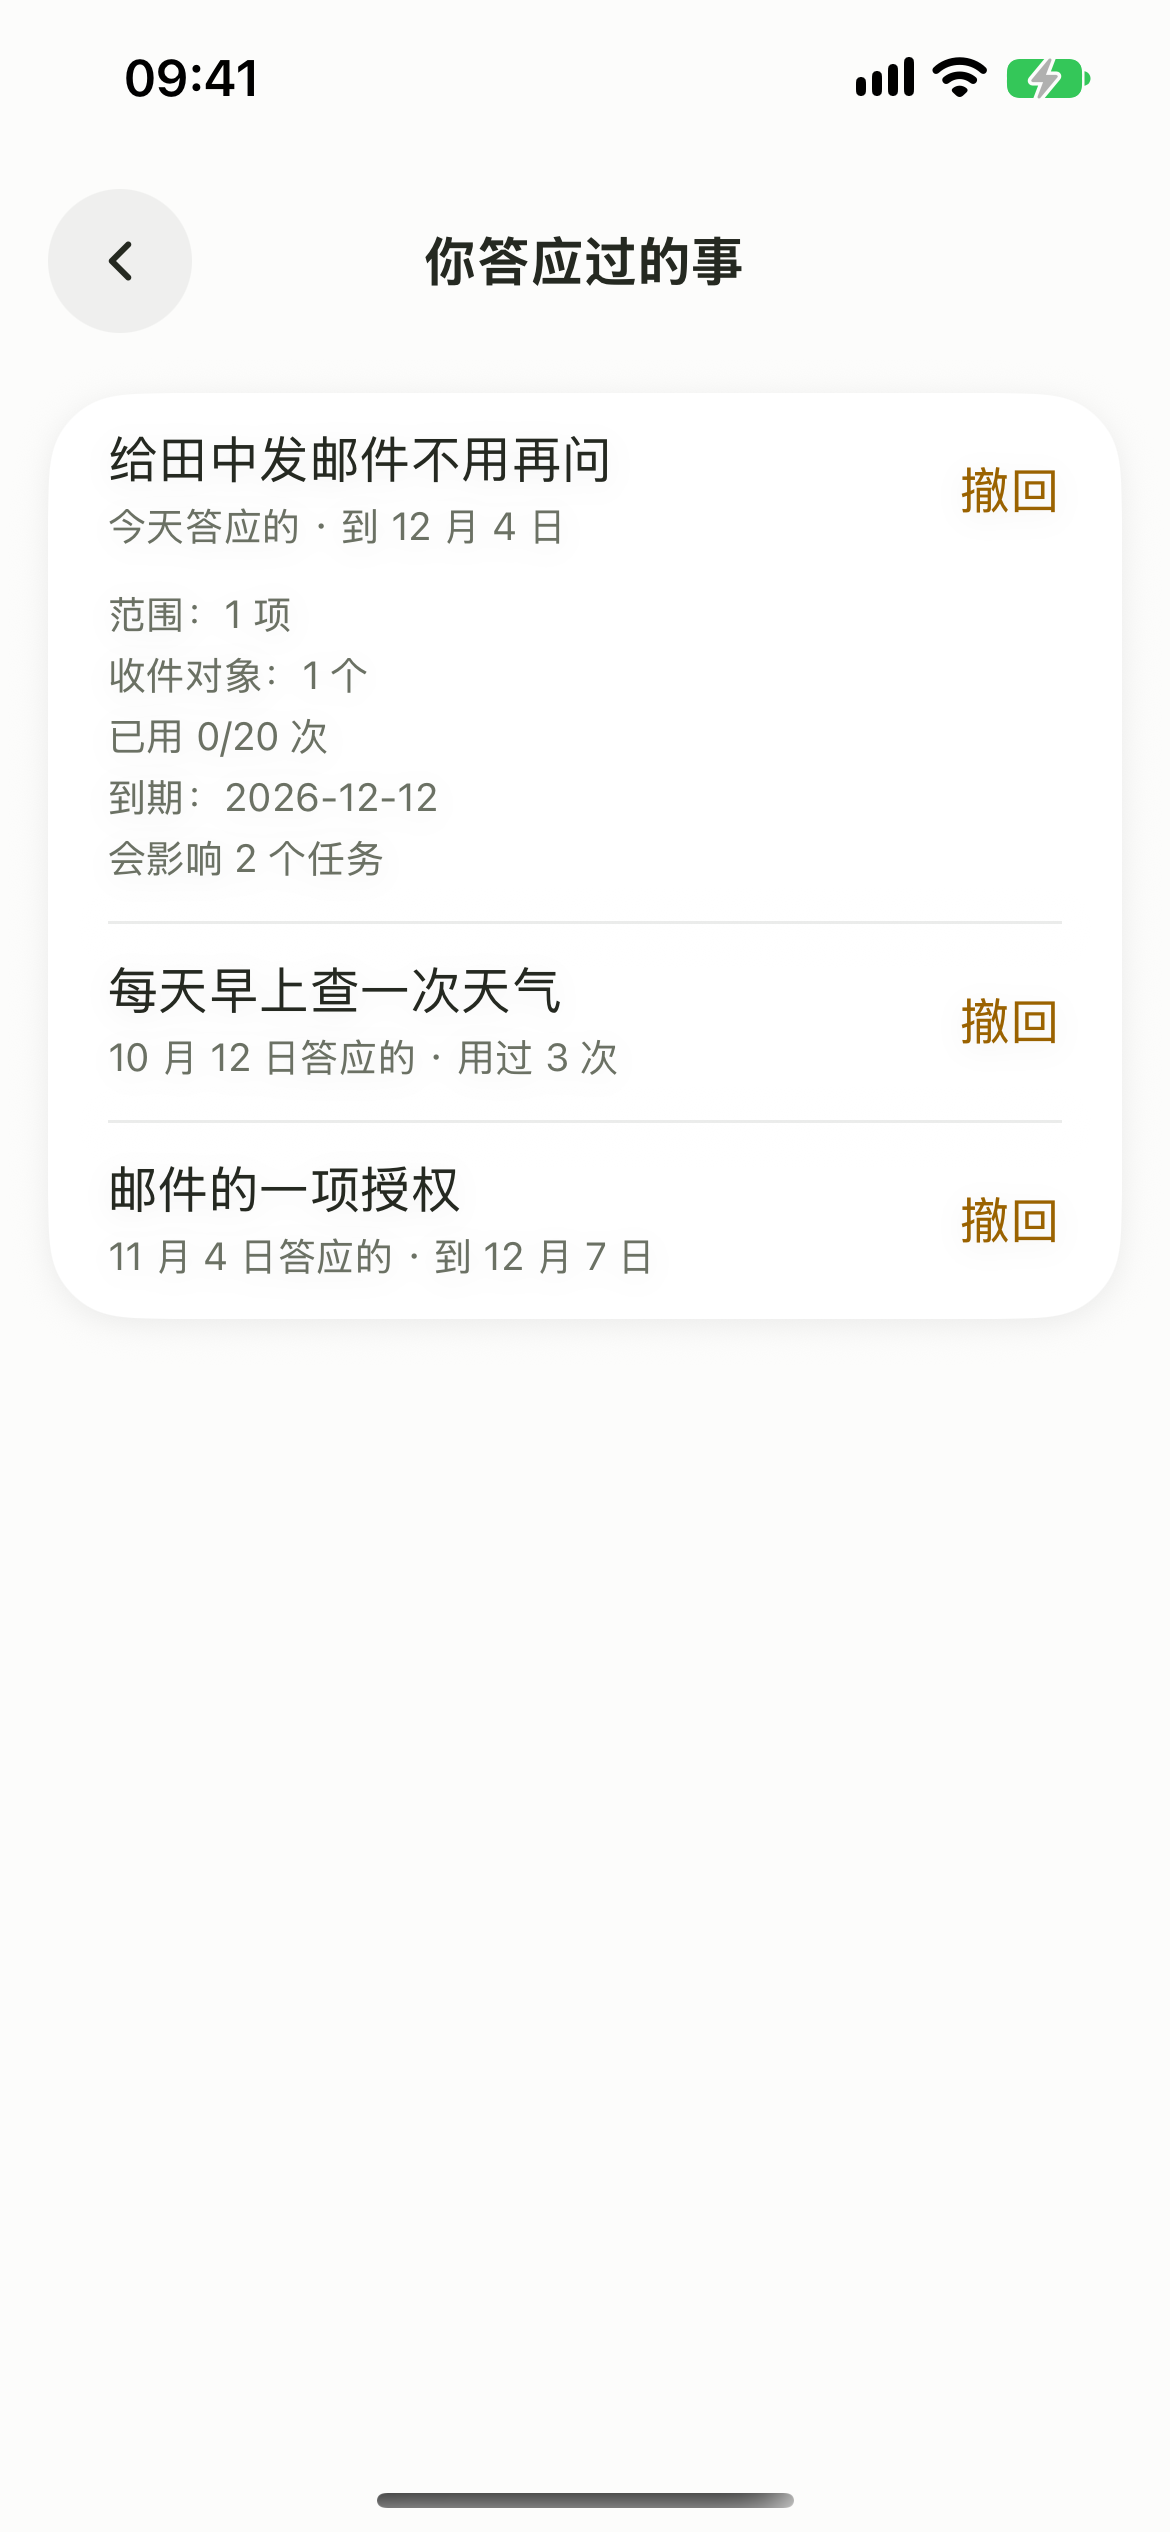 09:41
你答应过的事
给田中发邮件不用再问
今天答应的 · 到 12 月 4 日
撤回
范围：1 项
收件对象：1 个
已用 0/20 次
到期：2026-12-12
会影响 2 个任务
每天早上查一次天气
10 月 12 日答应的 · 用过 3 次
撤回
邮件的一项授权
11 月 4 日答应的 · 到 12 月 7 日
撤回